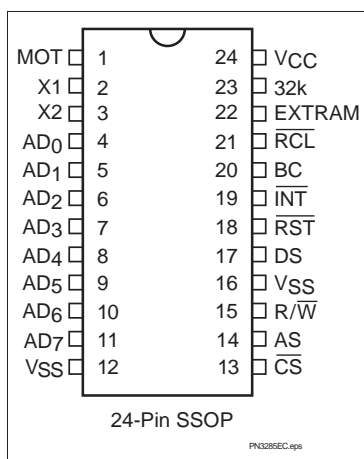 MOT 1 24 VCC
X1 2 23 32k
X2 3 22 EXTRAM
AD0 4 21 RCL
AD1 5 20 BC
AD2 6 19 INT
AD3 7 18 RST
AD4 8 17 DS
AD5 9 16 VSS
AD6 10 15 R/W
AD7 11 14 AS
VSS 12 13 CS
24-Pin SSOP
PN3285EC.eps